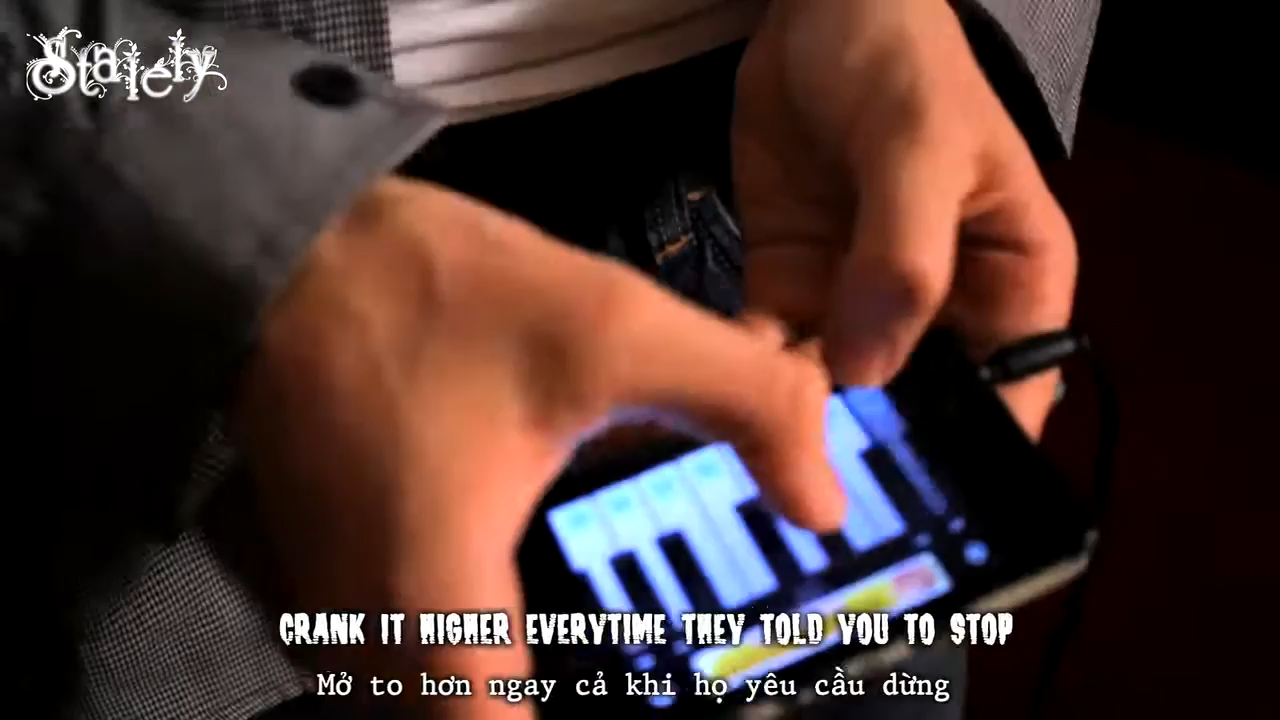 Stately
CRANK IT HIGHER EVERYTIME THEY TOLD YOU TO STOP
Mở to hơn ngay cả khi họ yêu cầu dừng